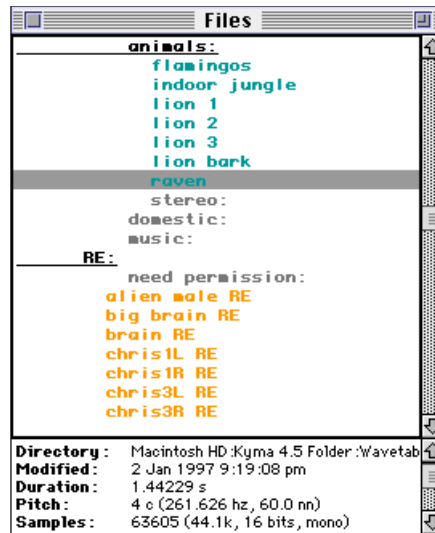 Files
animals:
flamingos
indoor jungle
lion 1
lion 2
lion 3
lion bark
raven
stereo:
domestic:
music:
RE:
need permission:
alien male RE
big brain RE
brain RE
chris1L RE
chris1R RE
chris3L RE
chris3R RE
Directory: Macintosh HD:Kyma 4.5 Folder:Wavetab
Modified: 2 Jan 1997 9:19:08 pm
Duration: 1.44229 s
Pitch: 4 c (261.626 hz, 60.0 nn)
Samples: 63605 (44.1k, 16 bits, mono)